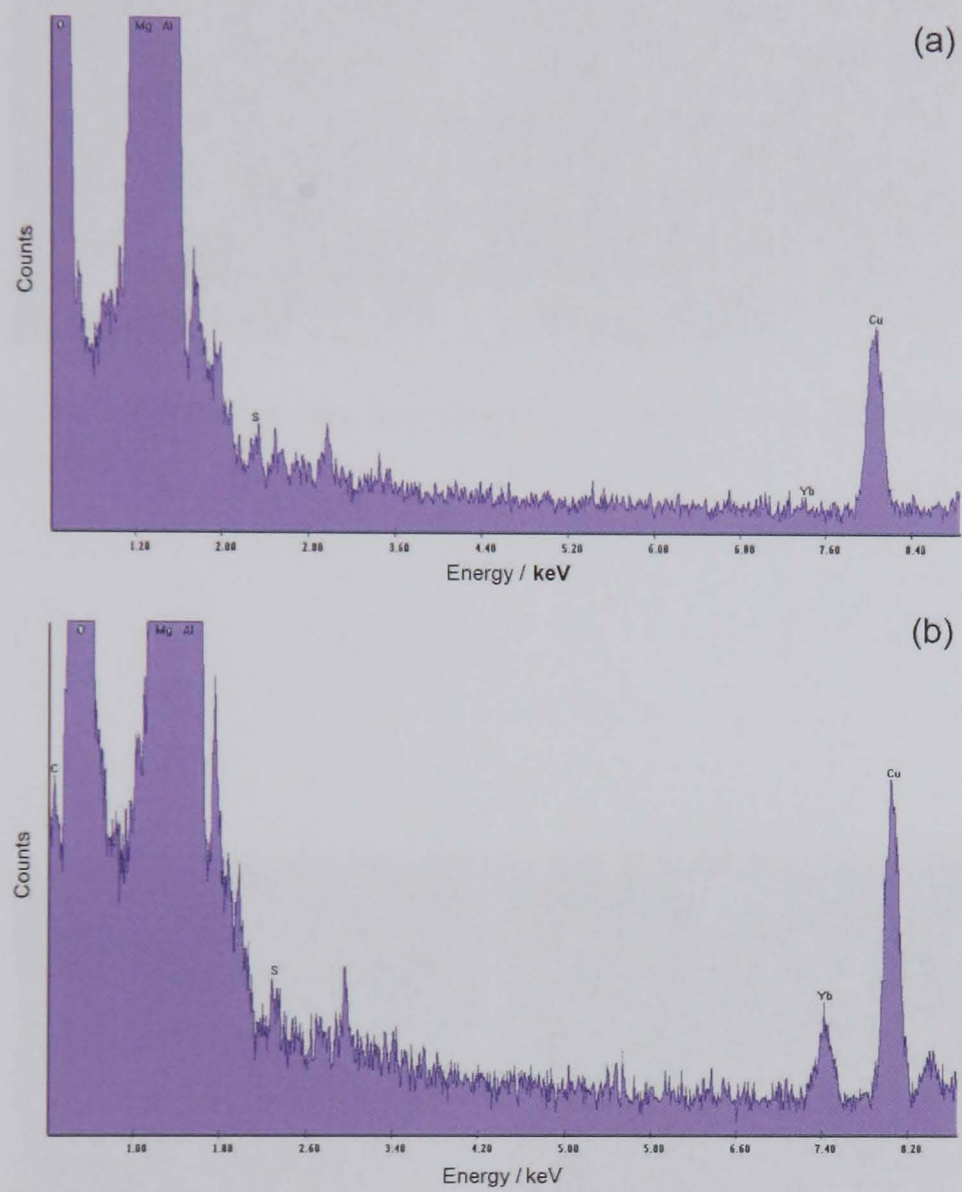 (a)
O Mg Al
Cu
S
Yb
Counts
1.20 2.00 2.80 3.60 4.40 5.20 6.00 6.80 7.60 8.40
Energy / keV
(b)
O Mg Al
C
Cu
S
Yb
Counts
1.00 1.80 2.60 3.40 4.20 5.00 5.80 6.60 7.40 8.20
Energy / keV